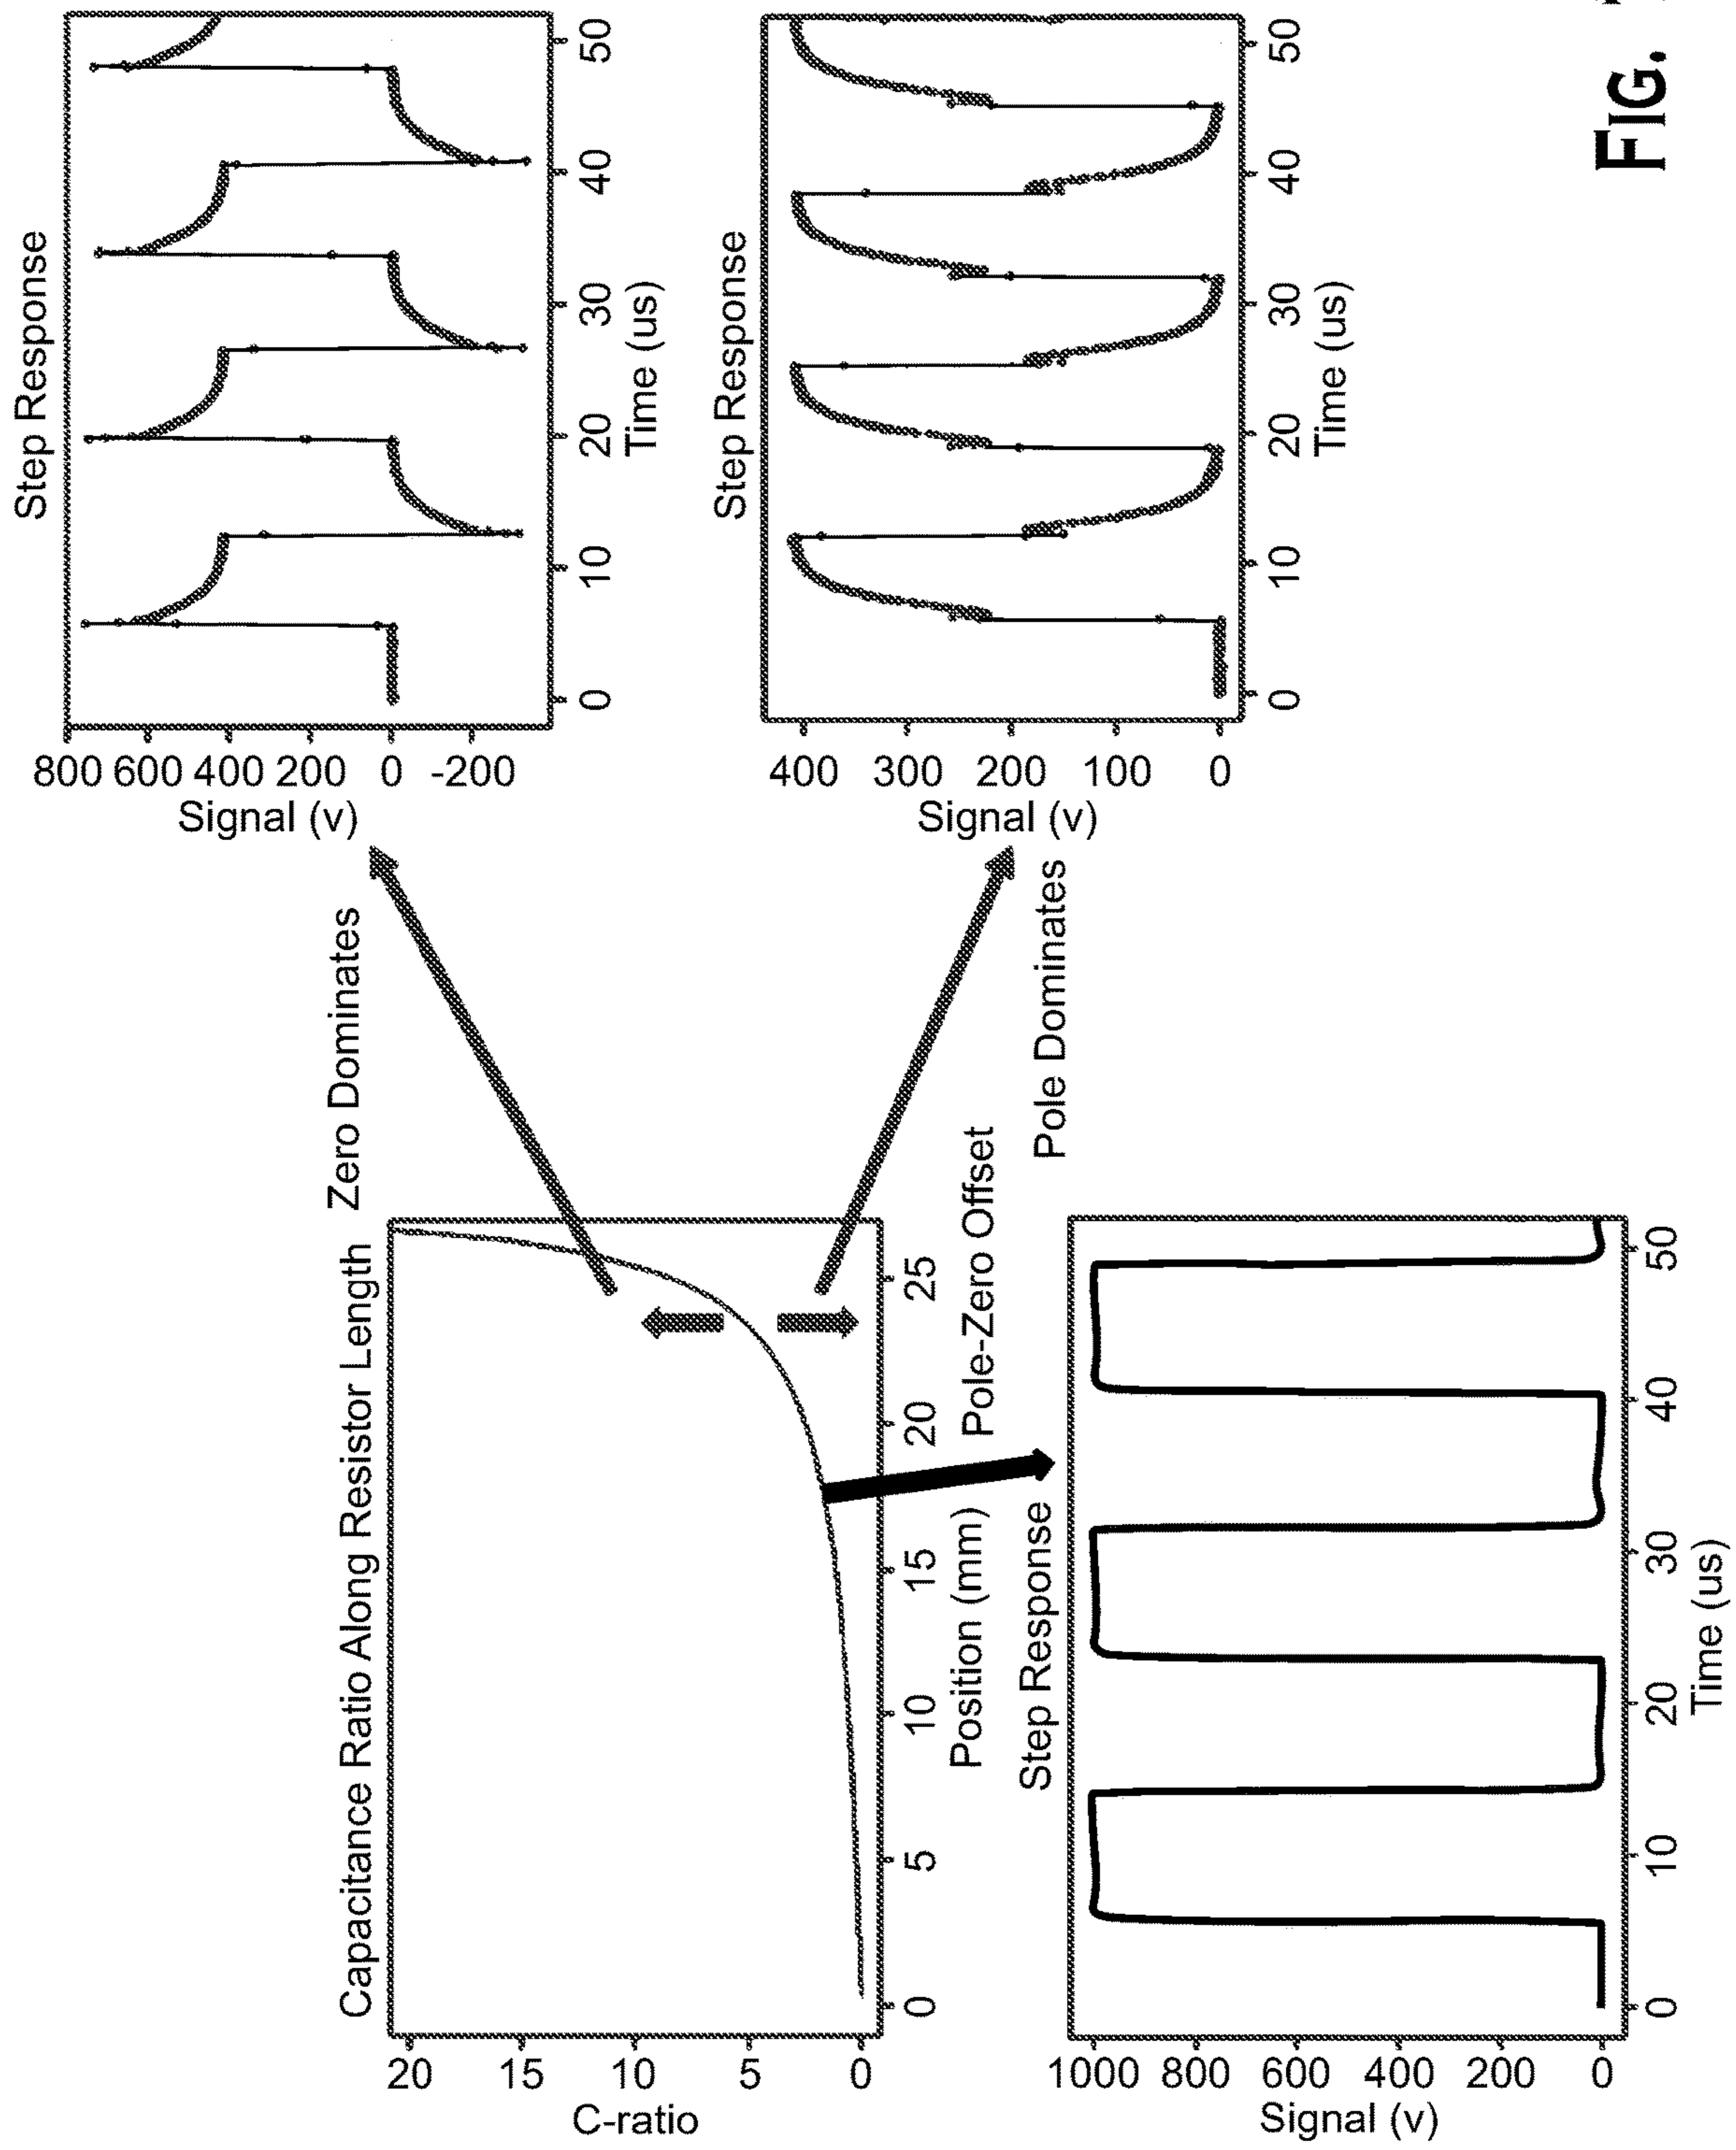 Capacitance Ratio Along Resistor Length
C-ratio
20
15
10
5
0
0 5 10 15 20 25
Position (mm)
Pole-Zero Offset
Zero Dominates
Pole Dominates
Step Response
Signal (v)
800 600 400 200 0 -200
0 10 20 30 40 50
Time (us)
Step Response
Signal (v)
400 300 200 100 0
0 10 20 30 40 50
Time (us)
Step Response
Signal (v)
1000 800 600 400 200 0
0 10 20 30 40 50
Time (us)
FIG.